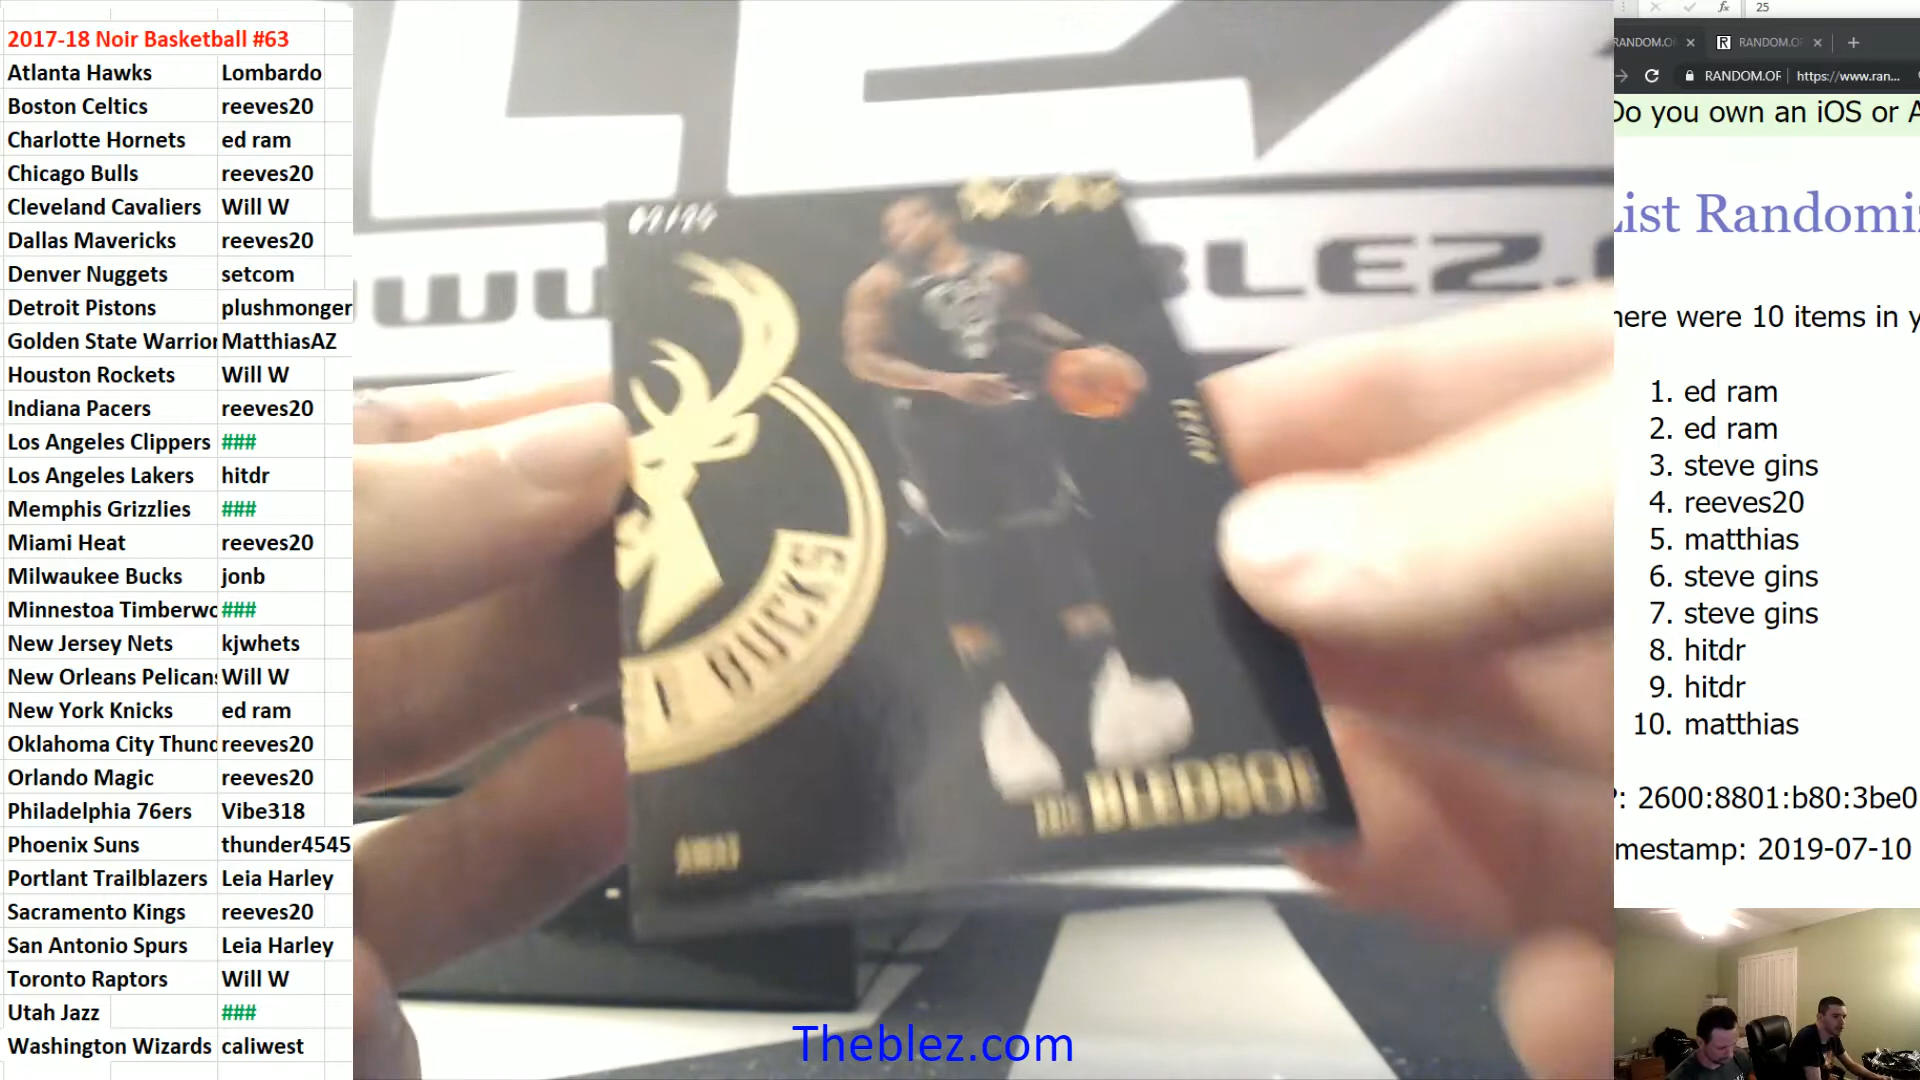 2017-18 Noir Basketball #63
Atlanta Hawks Lombardo
Boston Celtics reeves20
Charlotte Hornets ed ram
Chicago Bulls reeves20
Cleveland Cavaliers Will W
Dallas Mavericks reeves20
Denver Nuggets setcom
Detroit Pistons plushmonger
Golden State Warrior MatthiasAZ
Houston Rockets Will W
Indiana Pacers reeves20
Los Angeles Clippers ###
Los Angeles Lakers hitdr
Memphis Grizzlies ###
Miami Heat reeves20
Milwaukee Bucks jonb
Minnestoa Timberwo ###
New Jersey Nets kjwhets
New Orleans Pelicans Will W
New York Knicks ed ram
Oklahoma City Thund reeves20
Orlando Magic reeves20
Philadelphia 76ers Vibe318
Phoenix Suns thunder4545
Portlant Trailblazers Leia Harley
Sacramento Kings reeves20
San Antonio Spurs Leia Harley
Toronto Raptors Will W
Utah Jazz ###
Washington Wizards caliwest
BUCKS
BLEDSOE
AWAY
Theblez.com
25
RANDOM.O RANDOM.O
RANDOM.OF https://www.ran...
Do you own an iOS or A
List Randomi
here were 10 items in y
1. ed ram
2. ed ram
3. steve gins
4. reeves20
5. matthias
6. steve gins
7. steve gins
8. hitdr
9. hitdr
10. matthias
P: 2600:8801:b80:3be0
mestamp: 2019-07-10